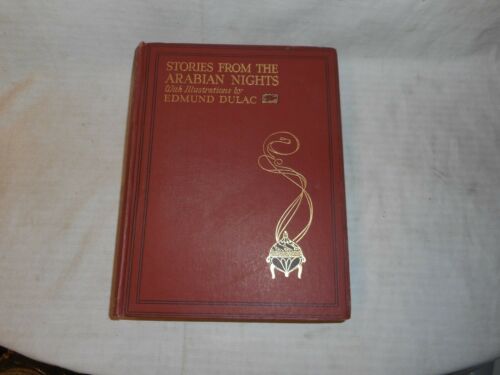 STORIES FROM THE
ARABIAN NIGHTS
With Illustrations by
EDMUND DULAC